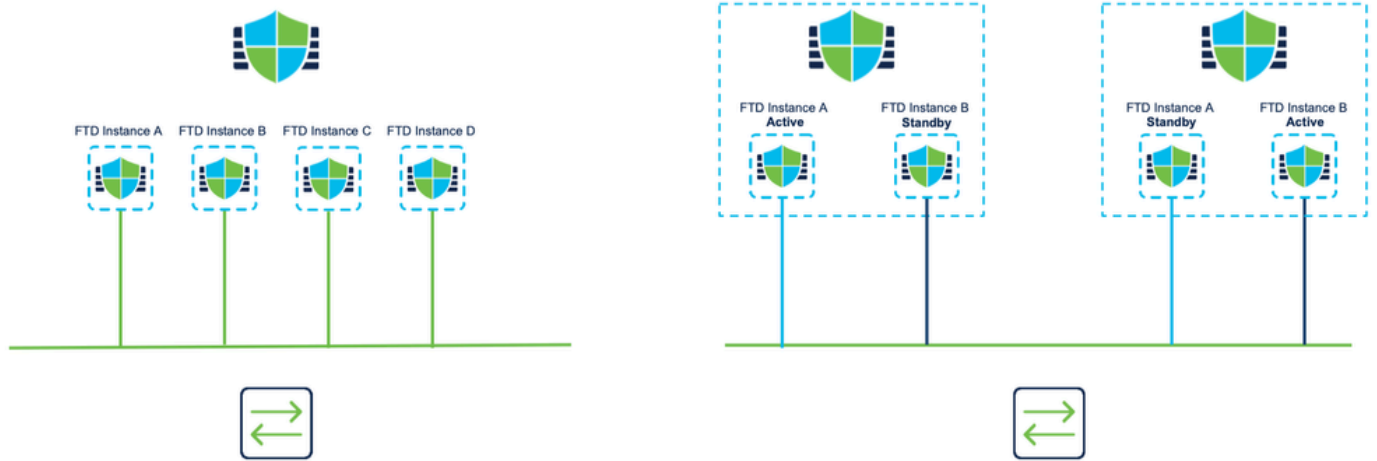 FTD Instance A
FTD Instance B
FTD Instance C
FTD Instance D
FTD Instance A
Active
FTD Instance B
Standby
FTD Instance A
Standby
FTD Instance B
Active